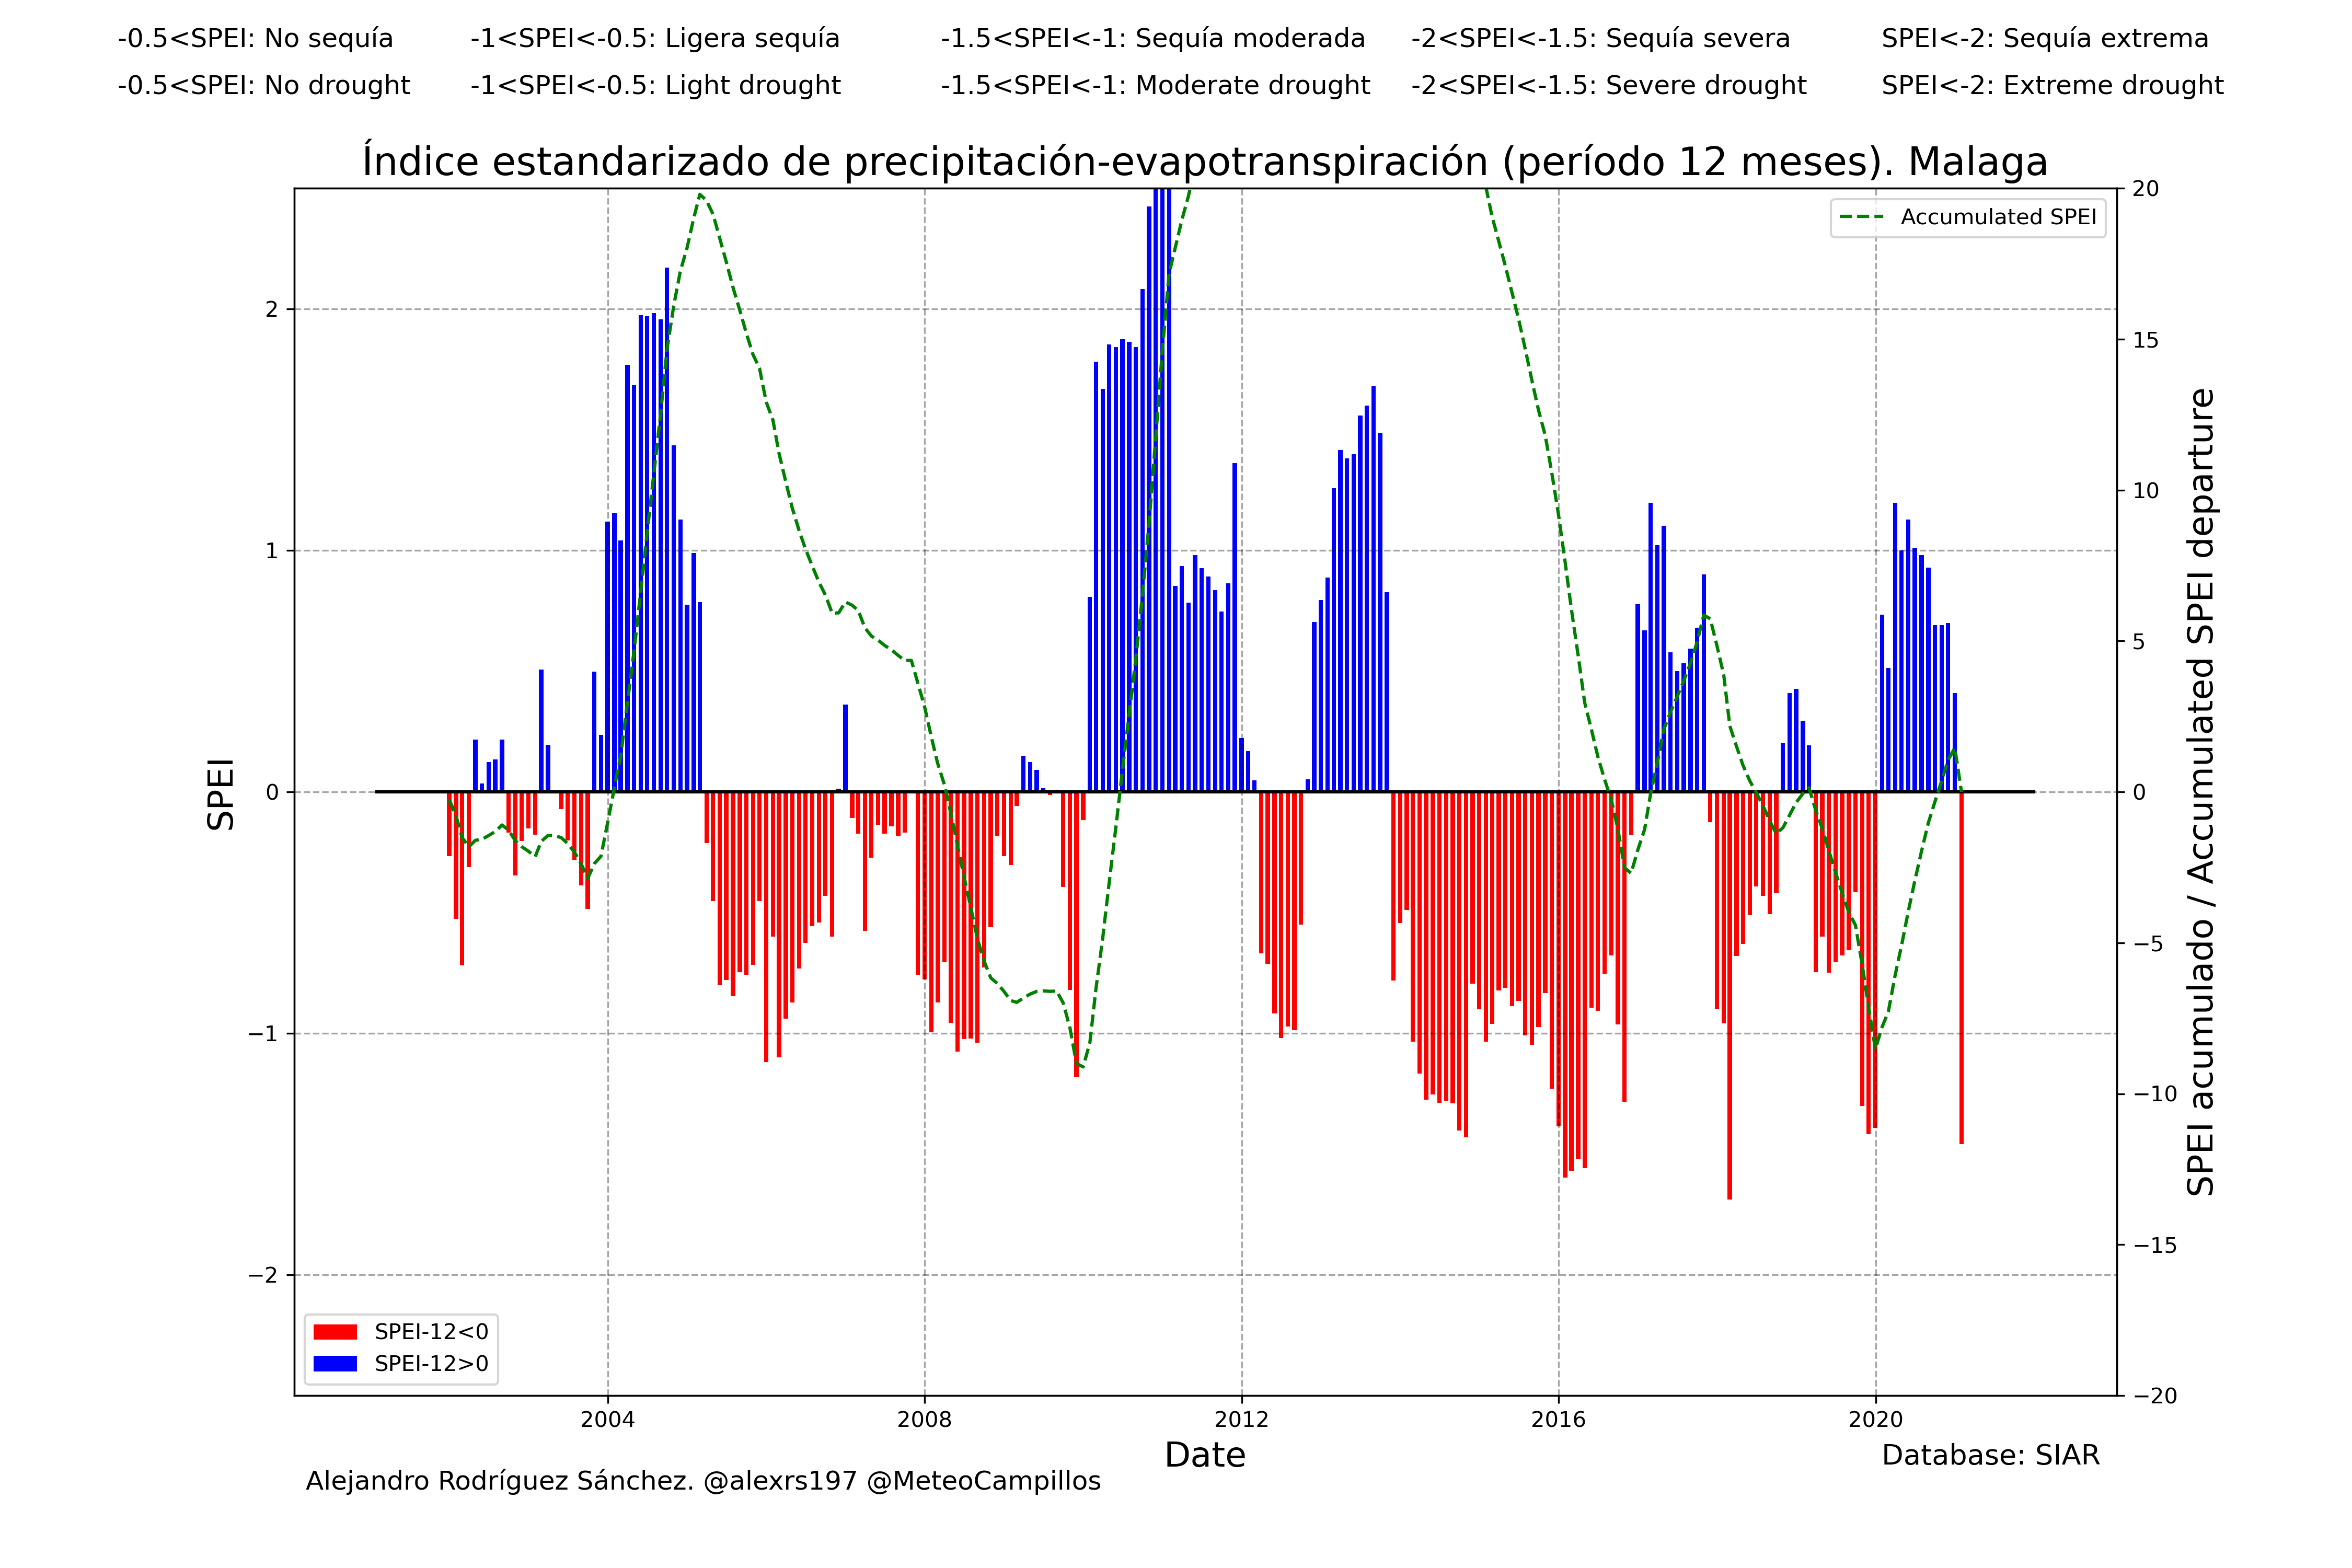 -0.5<SPEI: No sequía -1<SPEI<-0.5: Ligera sequía -1.5<SPEI<-1: Sequía moderada -2<SPEI<-1.5: Sequía severa SPEI<-2: Sequía extrema
-0.5<SPEI: No drought -1<SPEI<-0.5: Light drought -1.5<SPEI<-1: Moderate drought -2<SPEI<-1.5: Severe drought SPEI<-2: Extreme drought
Índice estandarizado de precipitación-evapotranspiración (período 12 meses). Malaga
Accumulated SPEI
SPEI
2
1
0
−1
−2
20
15
10
5
0
−5
−10
−15
−20
SPEI acumulado / Accumulated SPEI departure
SPEI-12<0
SPEI-12>0
2004 2008 2012 2016 2020
Date
Database: SIAR
Alejandro Rodríguez Sánchez. @alexrs197 @MeteoCampillos